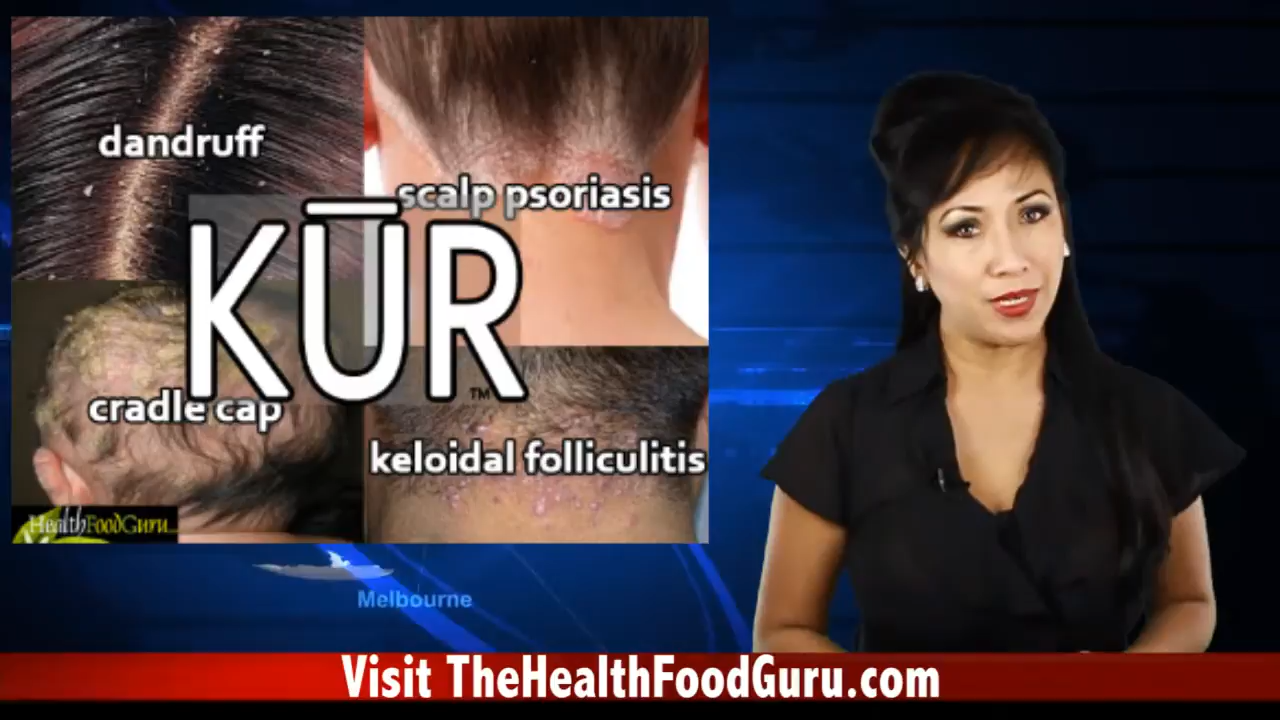 dandruff
scalp psoriasis
KŪR
TM
cradle cap
keloidal folliculitis
HealthFoodGuru
Melbourne
Visit TheHealthFoodGuru.com